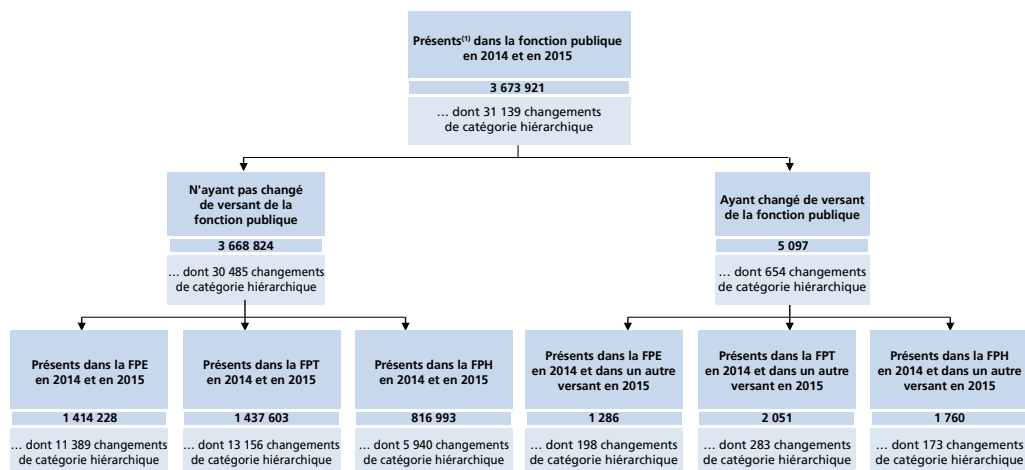 Présents(1) dans la fonction publique
en 2014 et en 2015
3 673 921
… dont 31 139 changements
de catégorie hiérarchique
N'ayant pas changé
de versant de la
fonction publique
3 668 824
… dont 30 485 changements
de catégorie hiérarchique
Ayant changé de versant
de la fonction publique
5 097
… dont 654 changements
de catégorie hiérarchique
Présents dans la FPE
en 2014 et en 2015
1 414 228
… dont 11 389 changements
de catégorie hiérarchique
Présents dans la FPT
en 2014 et en 2015
1 437 603
… dont 13 156 changements
de catégorie hiérarchique
Présents dans la FPH
en 2014 et en 2015
816 993
… dont 5 940 changements
de catégorie hiérarchique
Présents dans la FPE
en 2014 et dans un autre
versant en 2015
1 286
… dont 198 changements
de catégorie hiérarchique
Présents dans la FPT
en 2014 et dans un autre
versant en 2015
2 051
… dont 283 changements
de catégorie hiérarchique
Présents dans la FPH
en 2014 et dans un autre
versant en 2015
1 760
… dont 173 changements
de catégorie hiérarchique